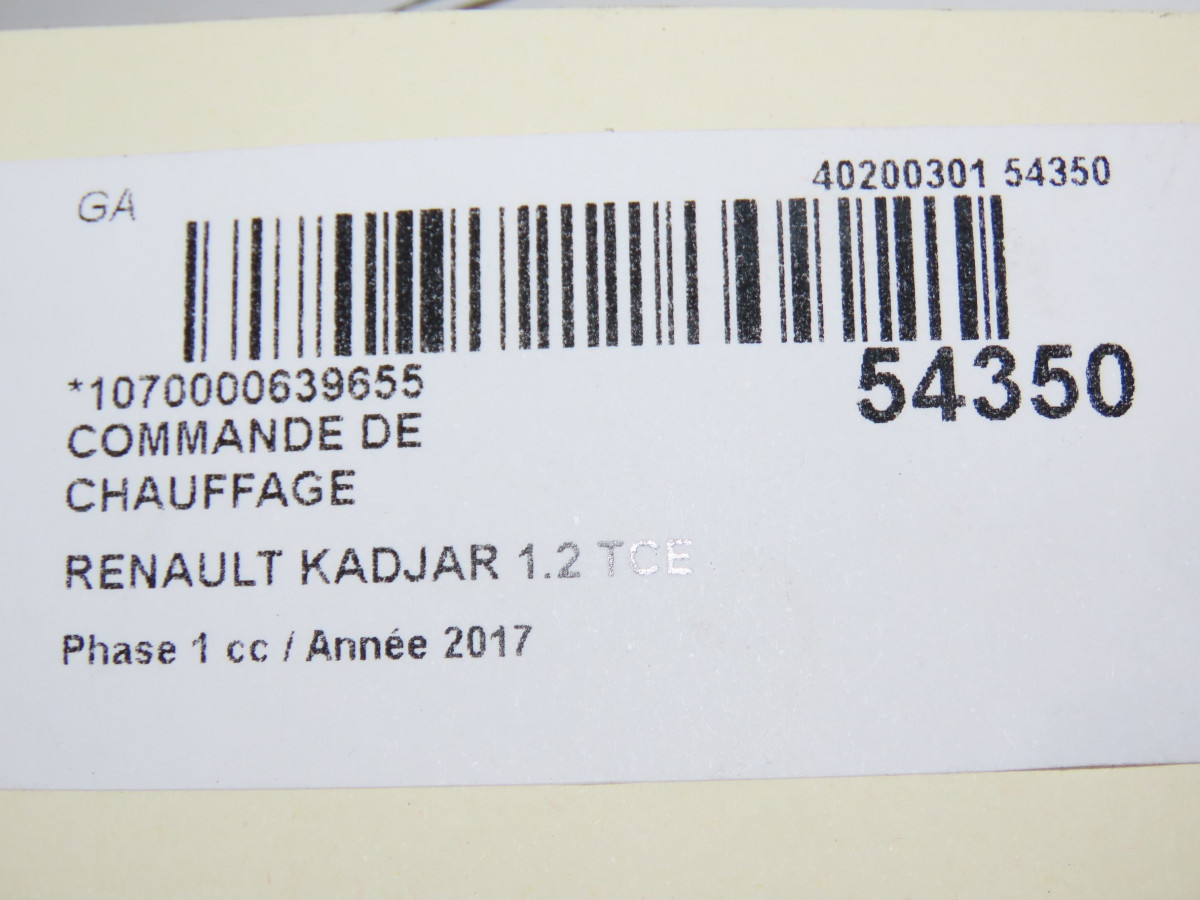 GA
40200301 54350
54350
*1070000639655
COMMANDE DE
CHAUFFAGE
RENAULT KADJAR 1.2 TCE
Phase 1 cc / Année 2017